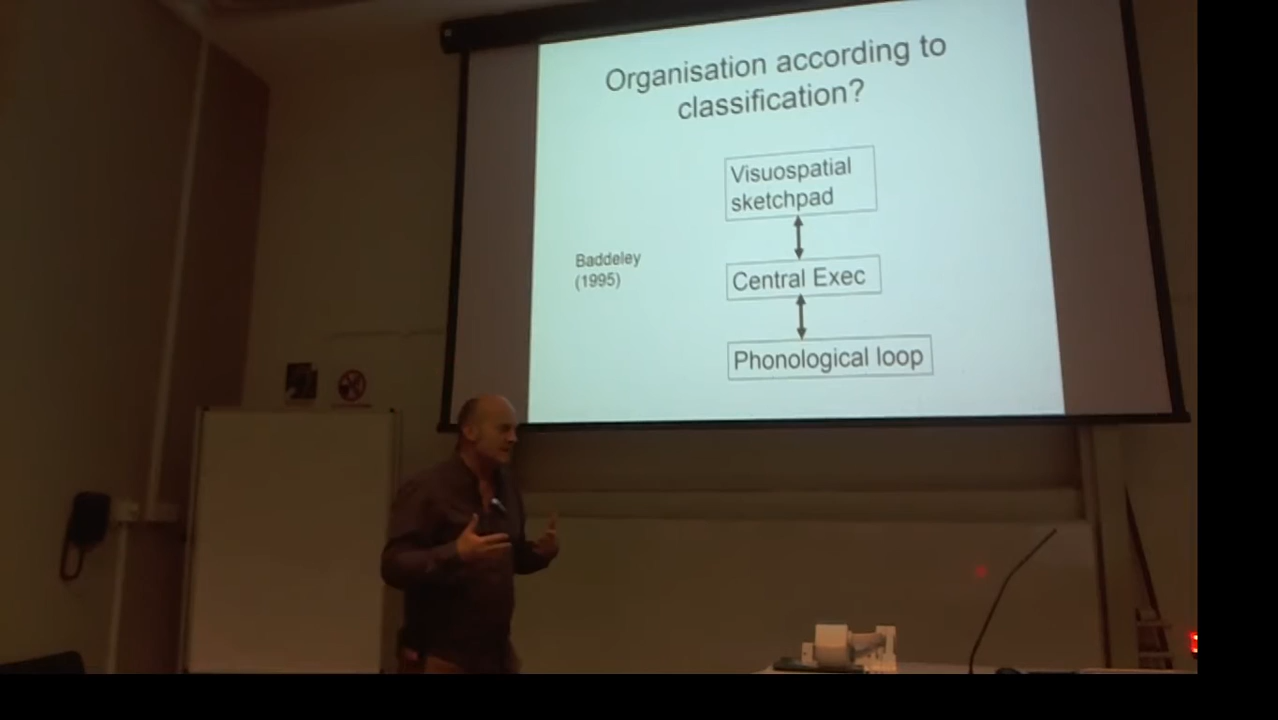 Organisation according to
classification?
Visuospatial
sketchpad
Baddeley
(1995)
Central Exec
Phonological loop